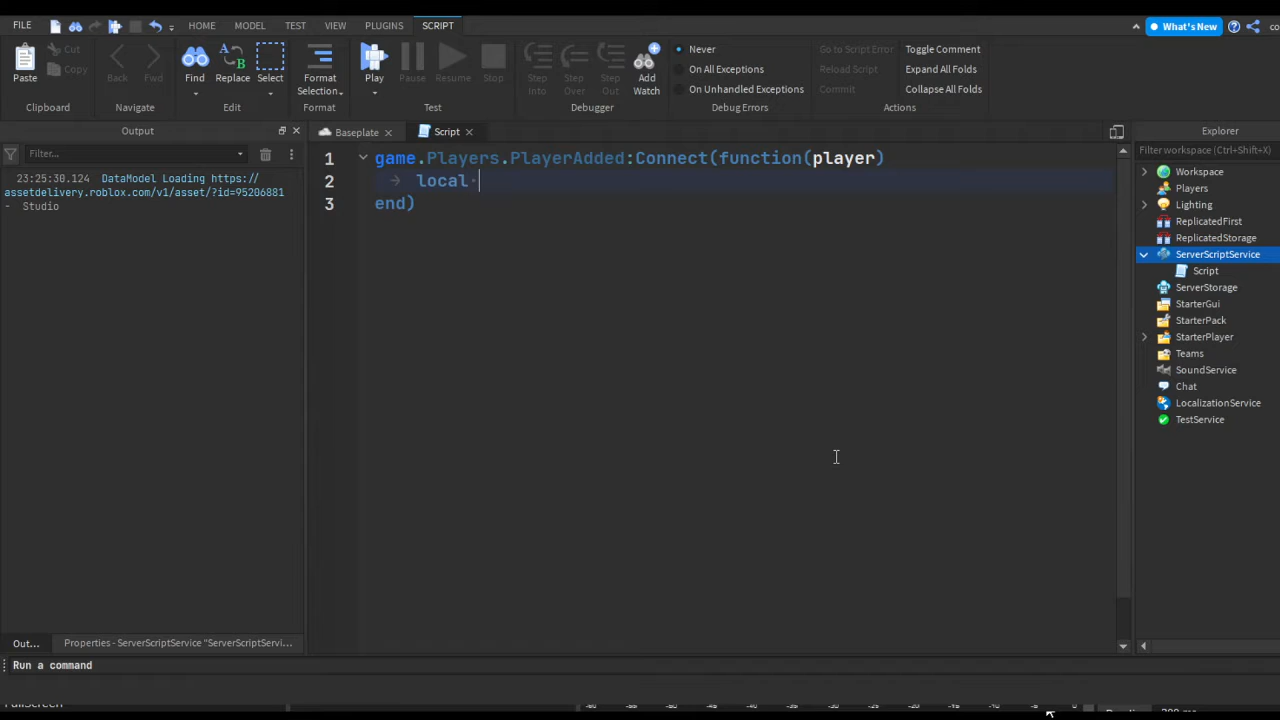 FILE HOME MODEL TEST VIEW PLUGINS SCRIPT What's New co
Paste Cut Copy Back Fwd Find Replace Select Format Selection Play Pause Resume Stop Step Into Step Over Step Out Add Watch Never On All Exceptions On Unhandled Exceptions Go to Script Error Reload Script Commit Toggle Comment Expand All Folds Collapse All Folds
Clipboard Navigate Edit Format Test Debugger Debug Errors Actions
Output Baseplate Script Explorer
Filter... Filter workspace (Ctrl+Shift+X)
23:25:30.124 DataModel Loading https://
assetdelivery.roblox.com/v1/asset/?id=95206881
- Studio
1 game.Players.PlayerAdded:Connect(function(player)
2 local
3 end)
Workspace
Players
Lighting
ReplicatedFirst
ReplicatedStorage
ServerScriptService
Script
ServerStorage
StarterGui
StarterPack
StarterPlayer
Teams
SoundService
Chat
LocalizationService
TestService
Out... Properties - ServerScriptService "ServerScriptServi...
Run a command